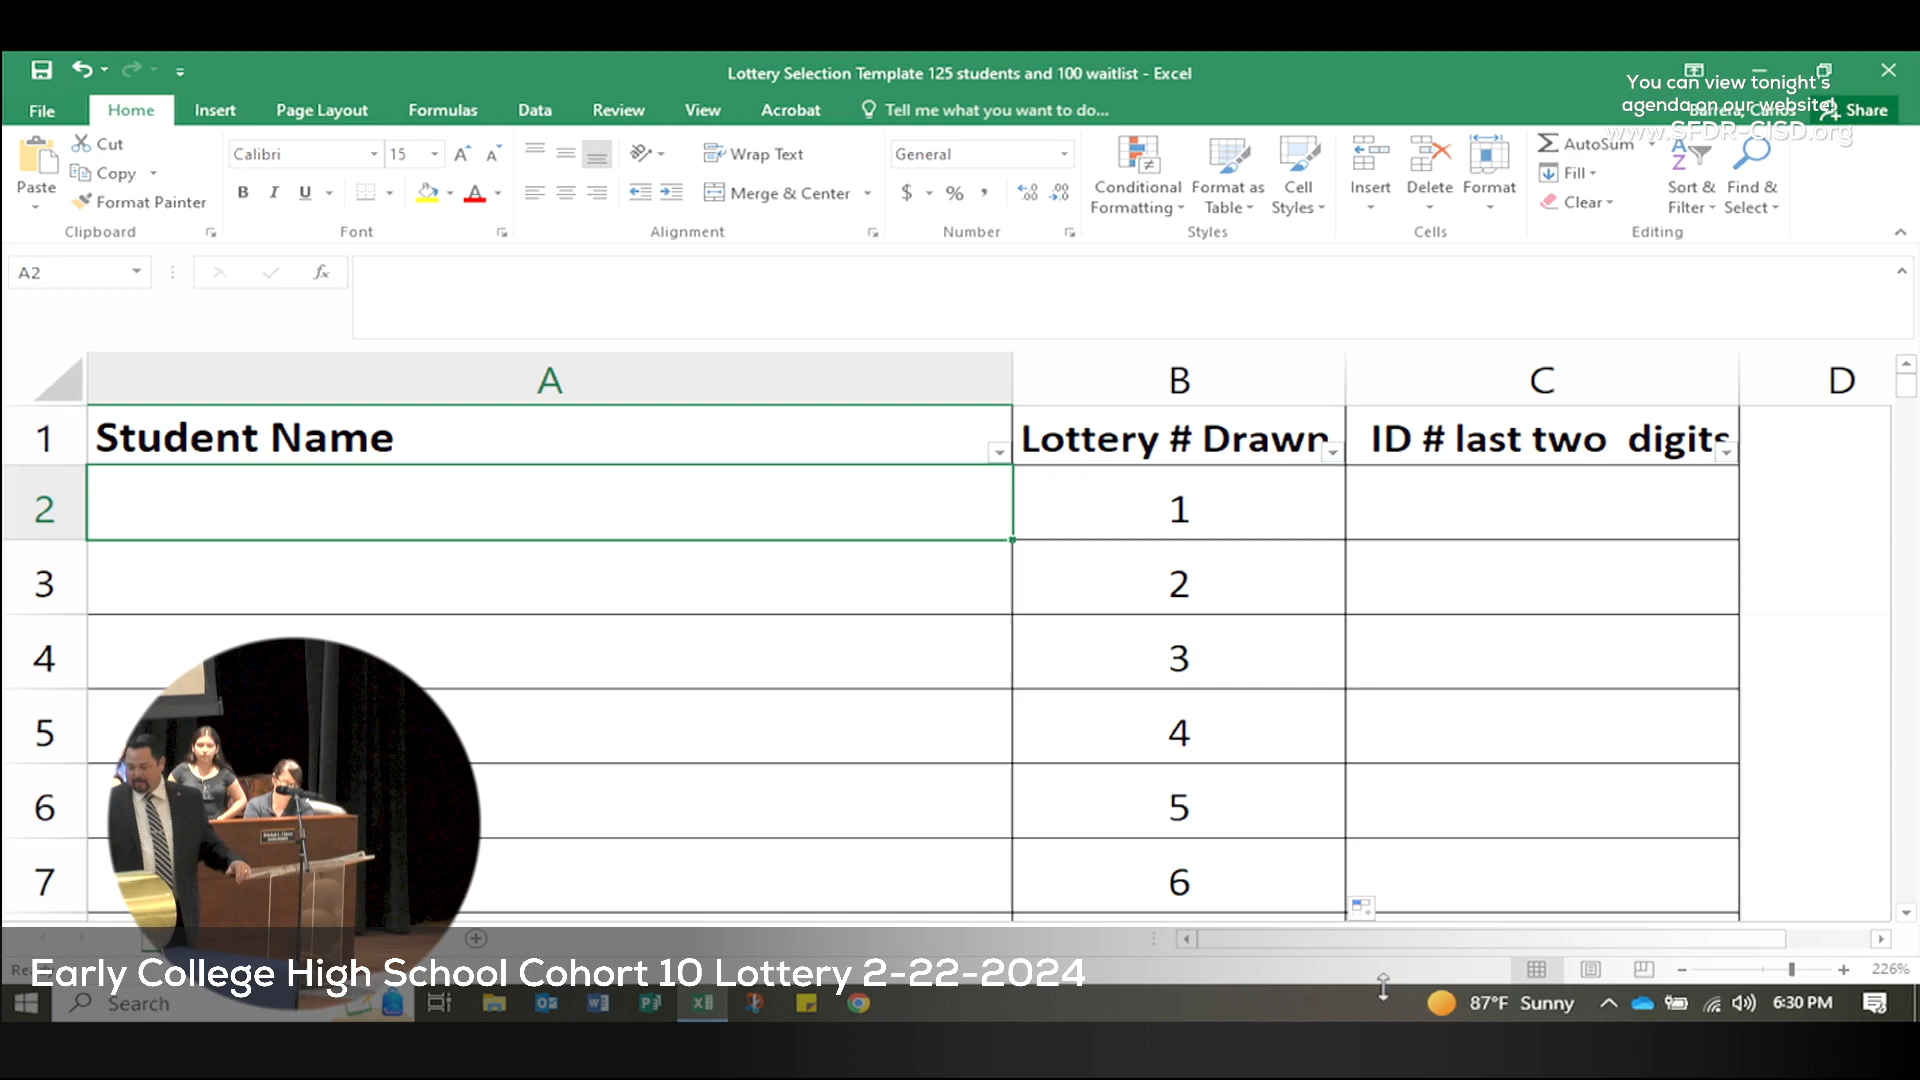 Lottery Selection Template 125 students and 100 waitlist - Excel
You can view tonight's
agenda on our website!
www.SFDR-CISD.org
File Home Insert Page Layout Formulas Data Review View Acrobat Tell me what you want to do... Barrera, Carlos Share
Cut
Copy
Format Painter
Paste
Clipboard
Calibri 15
B I U
Font
Wrap Text
Merge & Center
Alignment
General
$ % ,
Number
Conditional Formatting
Format as Table
Cell Styles
Styles
Insert Delete Format
Cells
AutoSum
Fill
Clear
Sort & Filter
Find & Select
Editing
A2 fx
A B C D
1 Student Name Lottery # Drawn ID # last two digits
2 1
3 2
4 3
5 4
6 5
7 6
226%
Early College High School Cohort 10 Lottery 2-22-2024
Search
87°F Sunny 6:30 PM